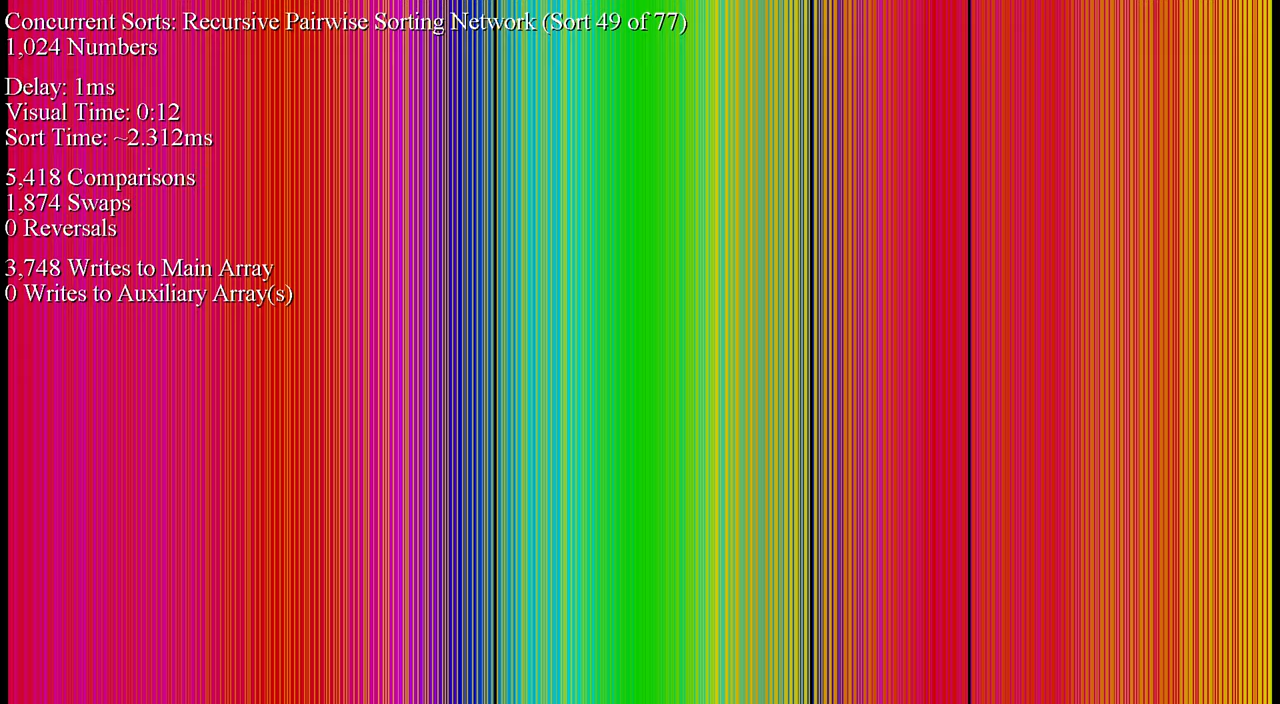 Concurrent Sorts: Recursive Pairwise Sorting Network (Sort 49 of 77)
1,024 Numbers
Delay: 1ms
Visual Time: 0:12
Sort Time: ~2.312ms
5,418 Comparisons
1,874 Swaps
0 Reversals
3,748 Writes to Main Array
0 Writes to Auxiliary Array(s)